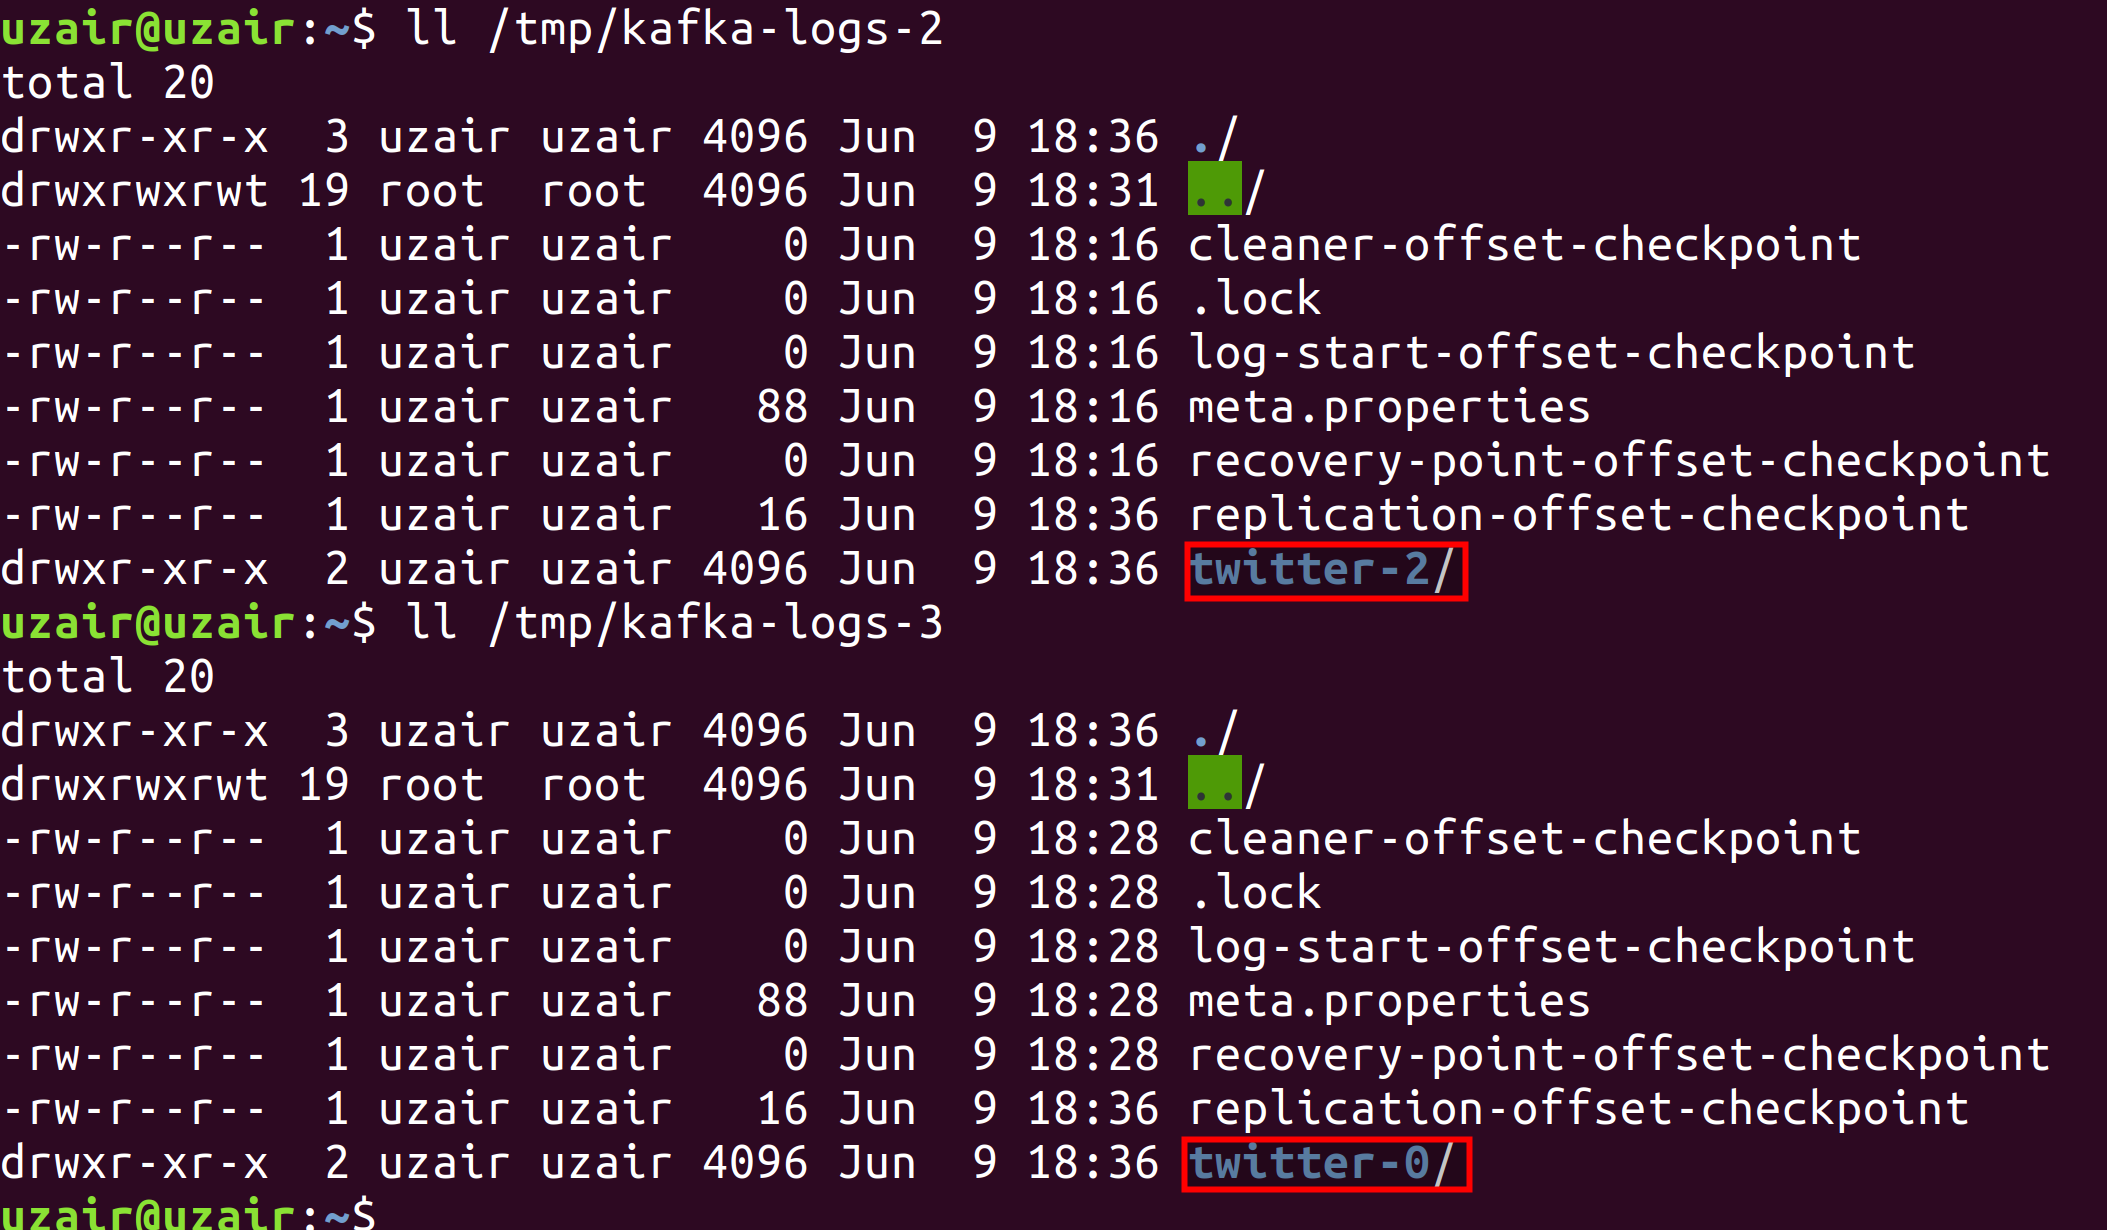 uzair@uzair:~$ ll /tmp/kafka-logs-2
total 20
drwxr-xr-x  3 uzair uzair 4096 Jun  9 18:36 ./
drwxrwxrwt 19 root  root  4096 Jun  9 18:31 ../
-rw-r--r--  1 uzair uzair    0 Jun  9 18:16 cleaner-offset-checkpoint
-rw-r--r--  1 uzair uzair    0 Jun  9 18:16 .lock
-rw-r--r--  1 uzair uzair    0 Jun  9 18:16 log-start-offset-checkpoint
-rw-r--r--  1 uzair uzair   88 Jun  9 18:16 meta.properties
-rw-r--r--  1 uzair uzair    0 Jun  9 18:16 recovery-point-offset-checkpoint
-rw-r--r--  1 uzair uzair   16 Jun  9 18:36 replication-offset-checkpoint
drwxr-xr-x  2 uzair uzair 4096 Jun  9 18:36 twitter-2/
uzair@uzair:~$ ll /tmp/kafka-logs-3
total 20
drwxr-xr-x  3 uzair uzair 4096 Jun  9 18:36 ./
drwxrwxrwt 19 root  root  4096 Jun  9 18:31 ../
-rw-r--r--  1 uzair uzair    0 Jun  9 18:28 cleaner-offset-checkpoint
-rw-r--r--  1 uzair uzair    0 Jun  9 18:28 .lock
-rw-r--r--  1 uzair uzair    0 Jun  9 18:28 log-start-offset-checkpoint
-rw-r--r--  1 uzair uzair   88 Jun  9 18:28 meta.properties
-rw-r--r--  1 uzair uzair    0 Jun  9 18:28 recovery-point-offset-checkpoint
-rw-r--r--  1 uzair uzair   16 Jun  9 18:36 replication-offset-checkpoint
drwxr-xr-x  2 uzair uzair 4096 Jun  9 18:36 twitter-0/
uzair@uzair:~$